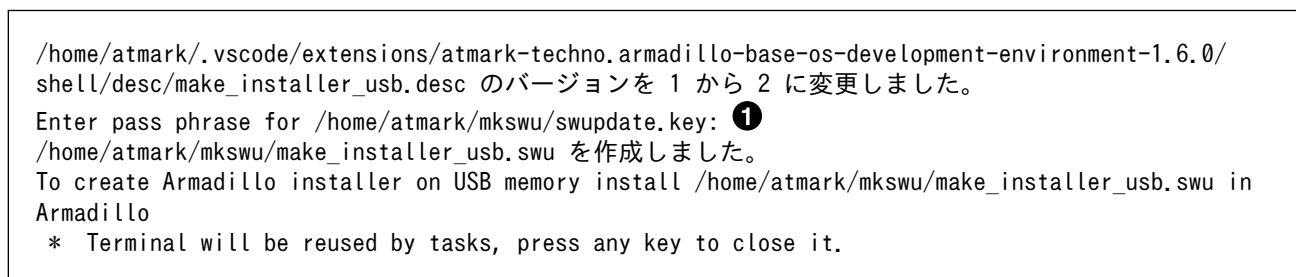 /home/atmark/.vscode/extensions/atmark-techno.armadillo-base-os-development-environment-1.6.0/
shell/desc/make_installer_usb.desc のバージョンを 1 から 2 に変更しました。
Enter pass phrase for /home/atmark/mkswu/swupdate.key: ❶
/home/atmark/mkswu/make_installer_usb.swu を作成しました。
To create Armadillo installer on USB memory install /home/atmark/mkswu/make_installer_usb.swu in
Armadillo
 *  Terminal will be reused by tasks, press any key to close it.